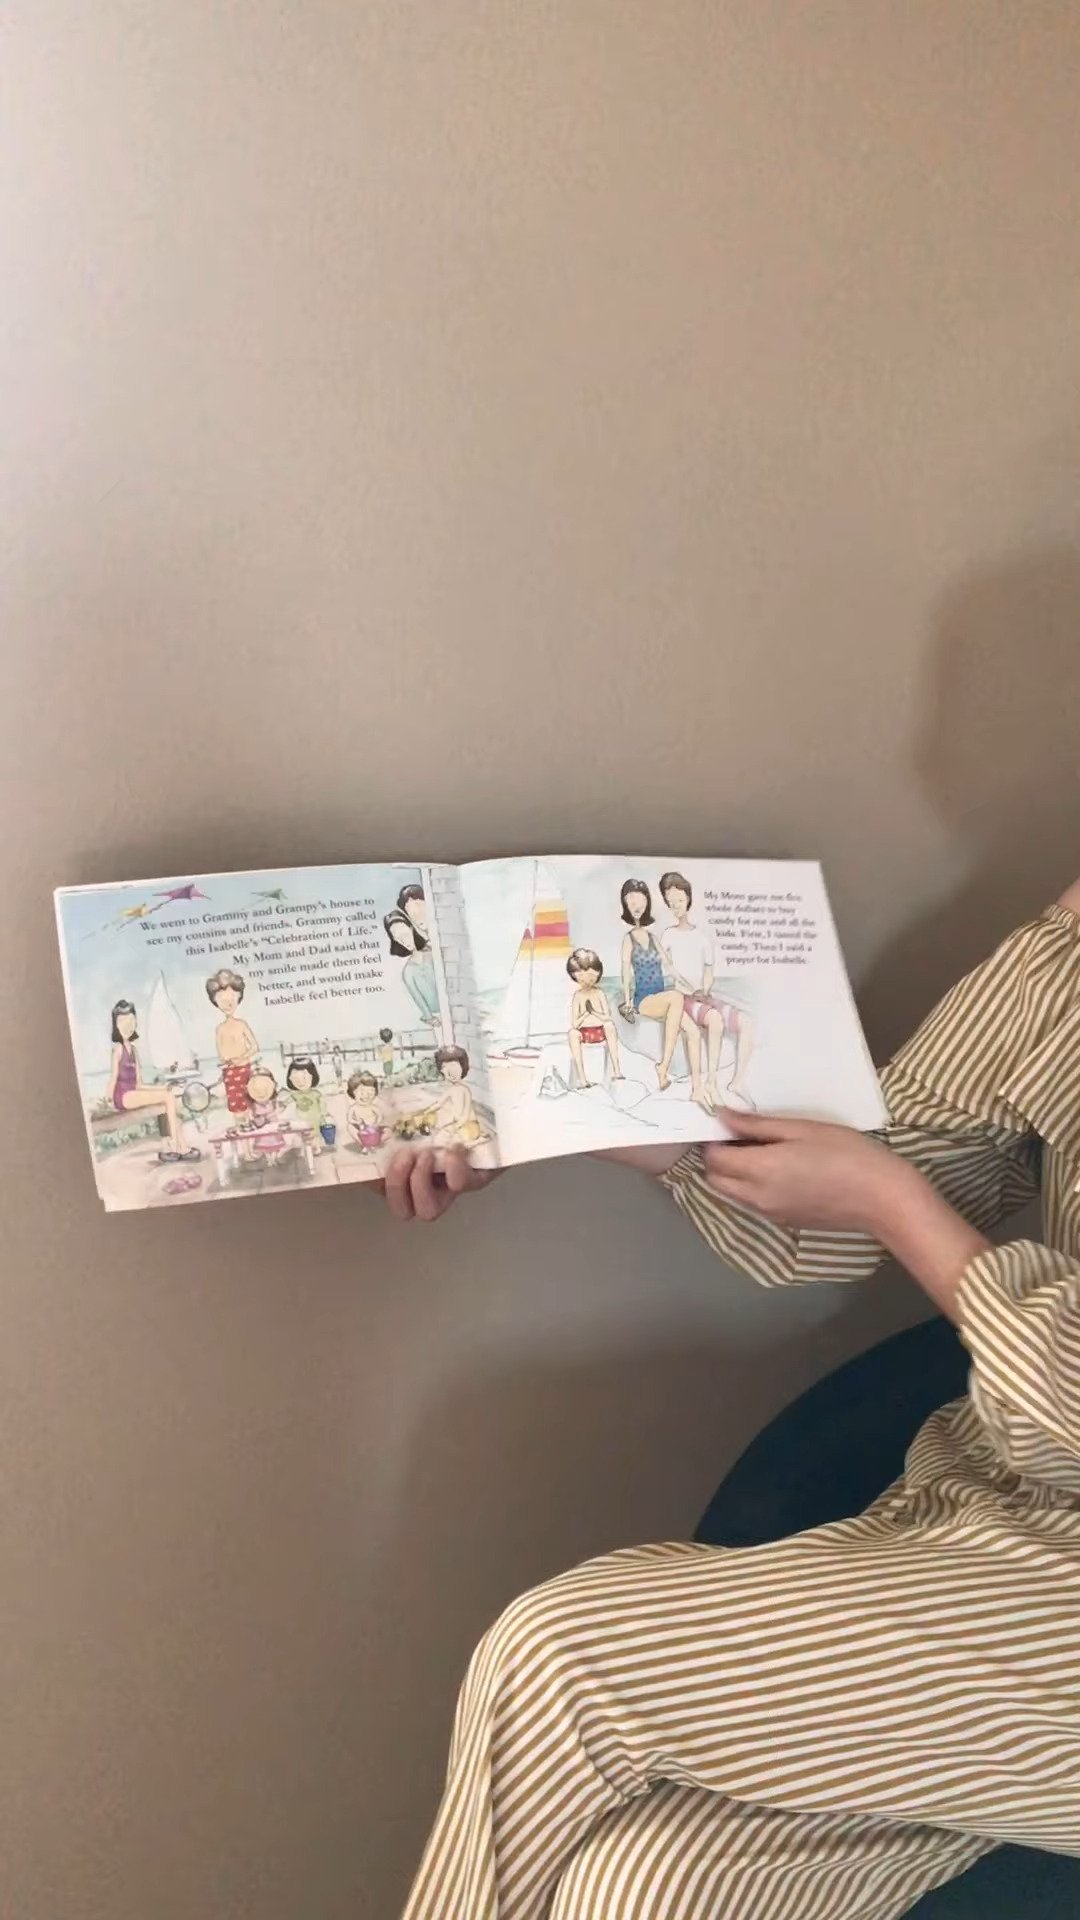 We went to Grammy and Grampy's house to
see my cousins and friends. Grammy called
this Isabelle's “Celebration of Life.”
My Mom and Dad said that
my smile made them feel
better, and would make
Isabelle feel better too.
My Mom gave me five
whole dollars to buy
candy for me and all the
kids. First, I tasted the
candy. Then I said a
prayer for Isabelle.